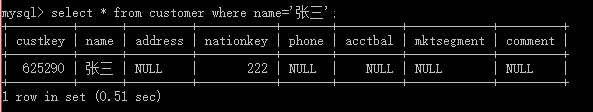 mysql> select * from customer where name='张三';
| custkey | name | address | nationkey | phone | acctbal | mktsegment | comment |
| 625290 | 张三 | NULL | 222 | NULL | NULL | NULL | NULL |
1 row in set (0.51 sec)